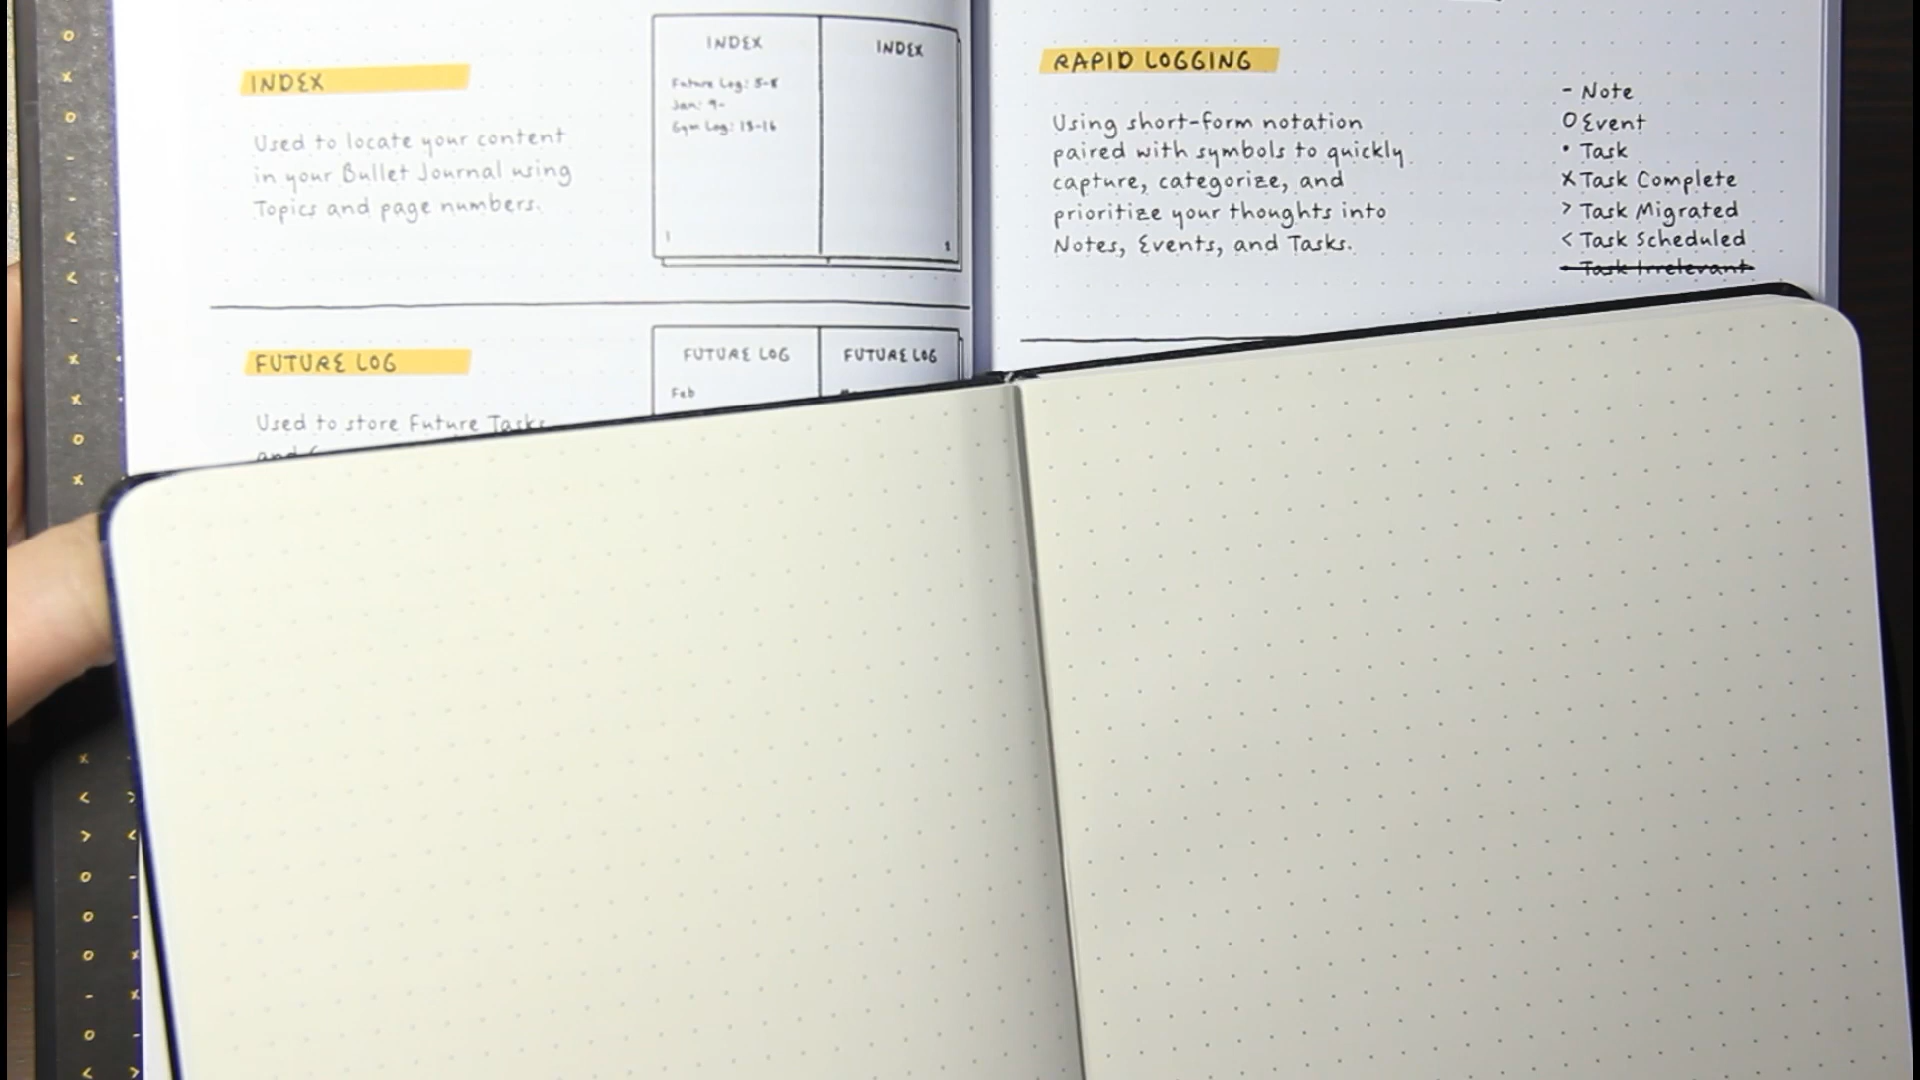 INDEX
Used to locate your content
in your Bullet Journal using
Topics and page numbers.
INDEX
Future Log: 5-8
Jan: 9-
Gym Log: 13-16
1
INDEX
2
FUTURE LOG
Used to store Future Tasks
and
FUTURE LOG
Feb
FUTURE LOG
RAPID LOGGING
Using short-form notation
paired with symbols to quickly
capture, categorize, and
prioritize your thoughts into
Notes, Events, and Tasks.
- Note
O Event
• Task
X Task Complete
> Task Migrated
< Task Scheduled
• Task Irrelevant